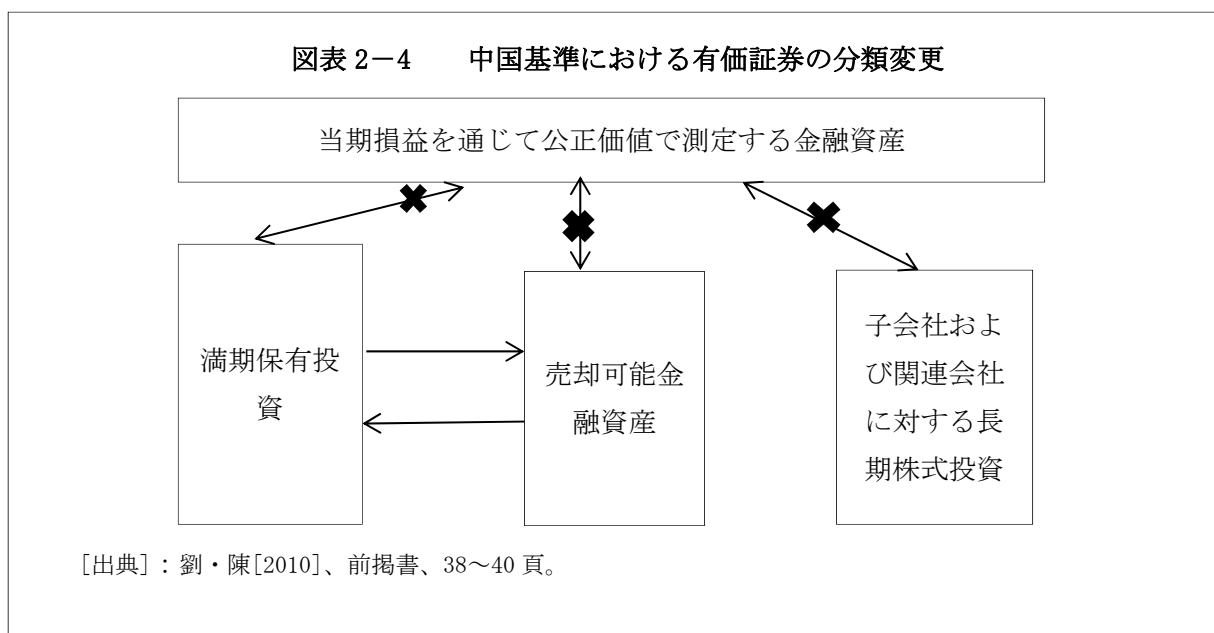 図表 2－4　　中国基準における有価証券の分類変更
当期損益を通じて公正価値で測定する金融資産
満期保有投
資
売却可能金
融資産
子会社およ
び関連会社
に対する長
期株式投資
[出典]：劉・陳[2010]、前掲書、38～40 頁。